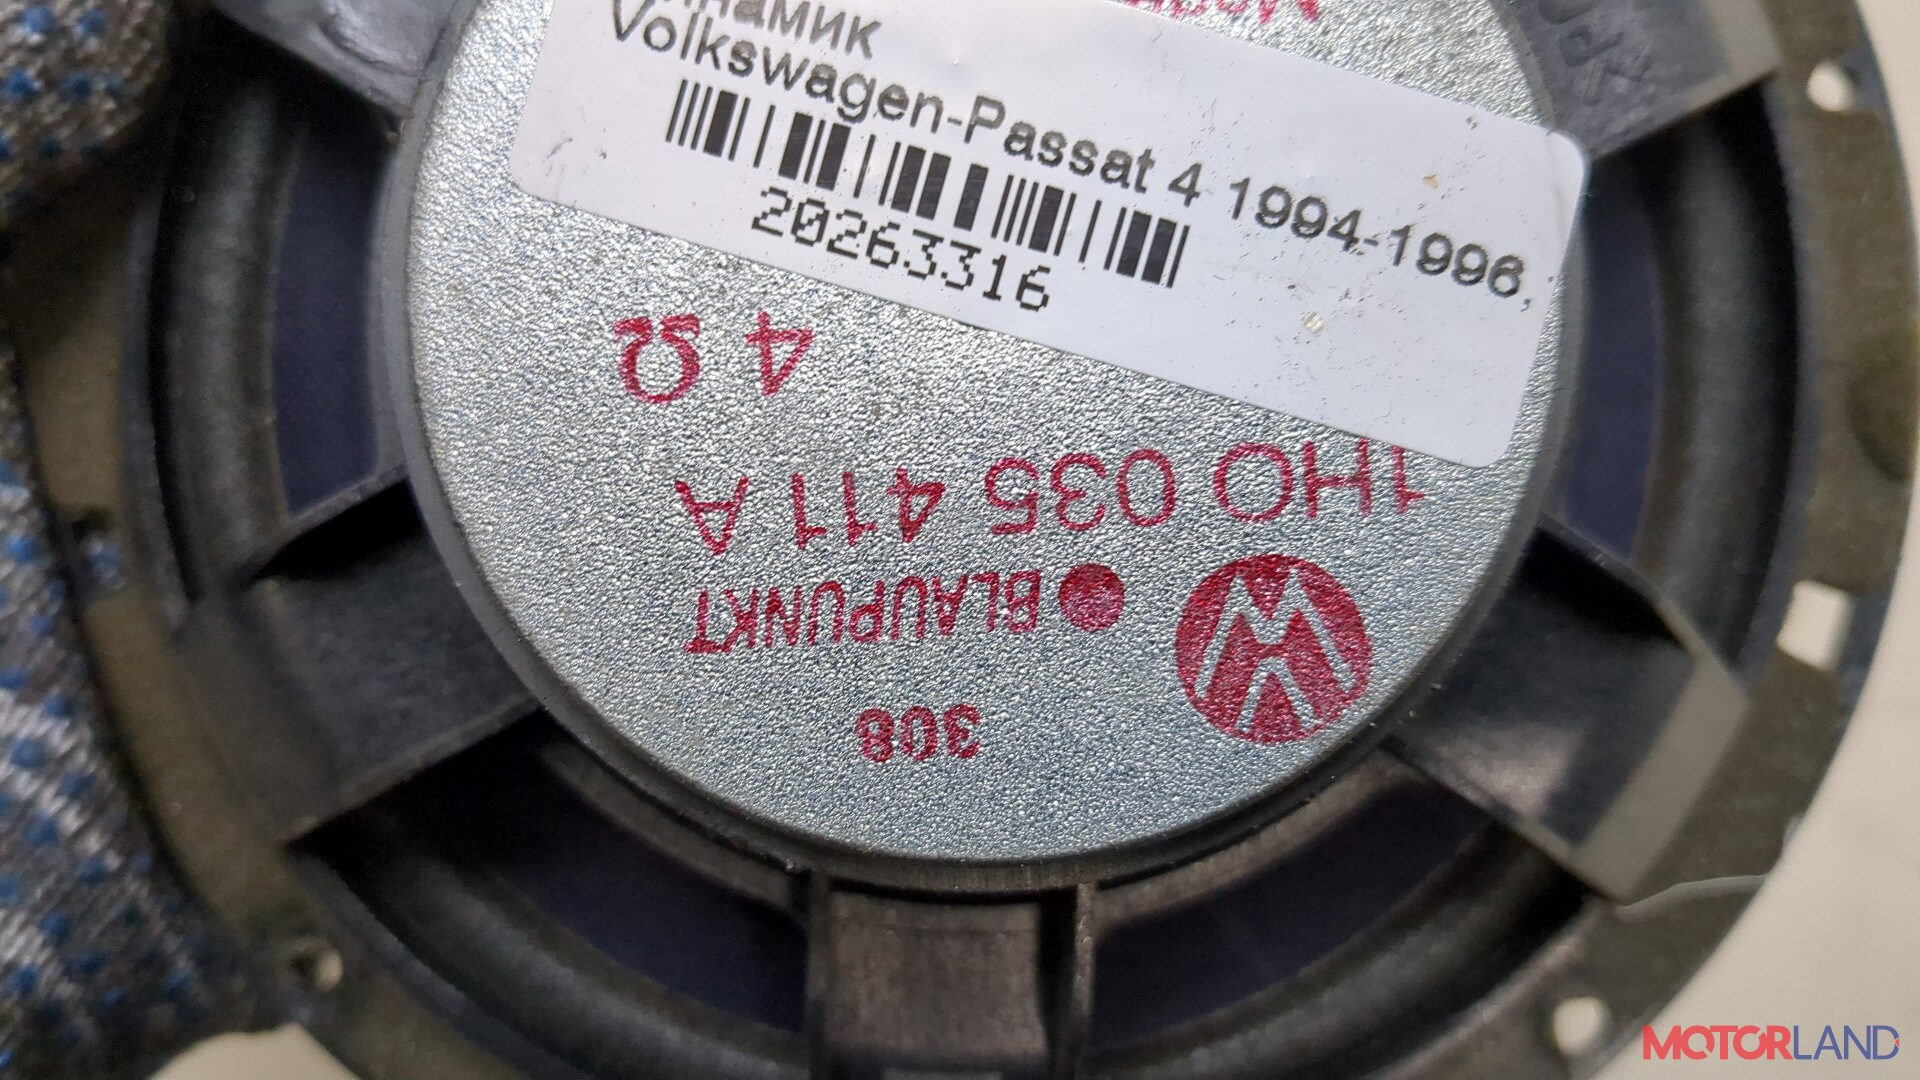 Volkswagen-Passat 4 1994-1996,
20263316
4 Ω
1HO 035 411 A
BLAUPUNKT
308
MOTORLAND